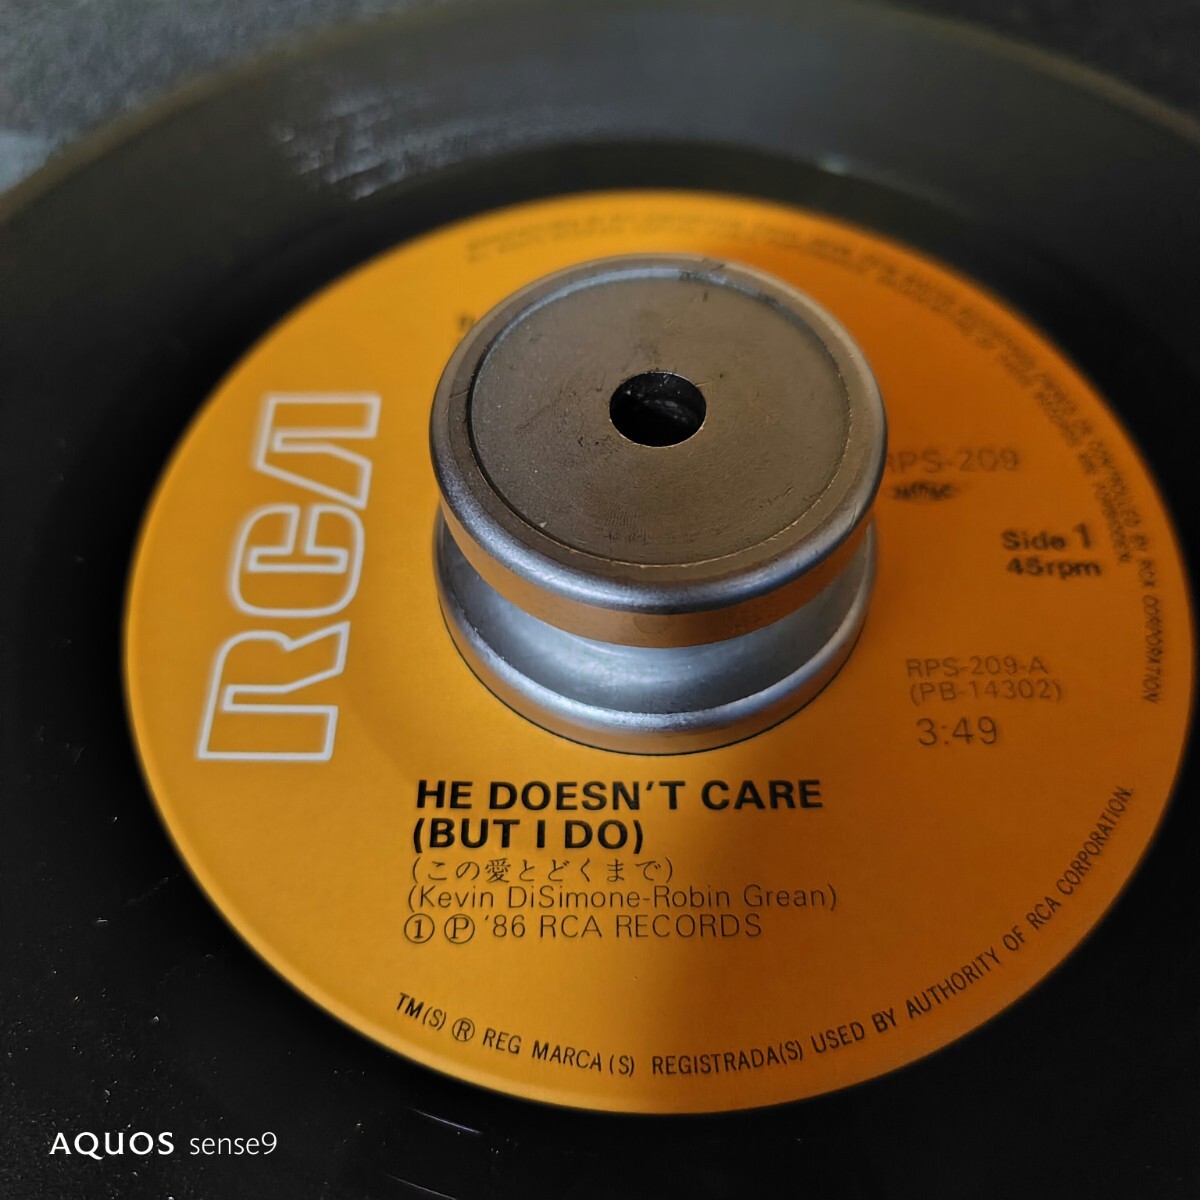 RCA
RPS-209
Side 1
45rpm
RPS-209-A
(PB-14302)
3:49
HE DOESN'T CARE
(BUT I DO)
(この愛とどくまで)
(Kevin DiSimone-Robin Grean)
① Ⓟ '86 RCA RECORDS
TM(S) ® REG MARCA(S) REGISTRADA(S) USED BY AUTHORITY OF RCA CORPORATION.
AQUOS sense9